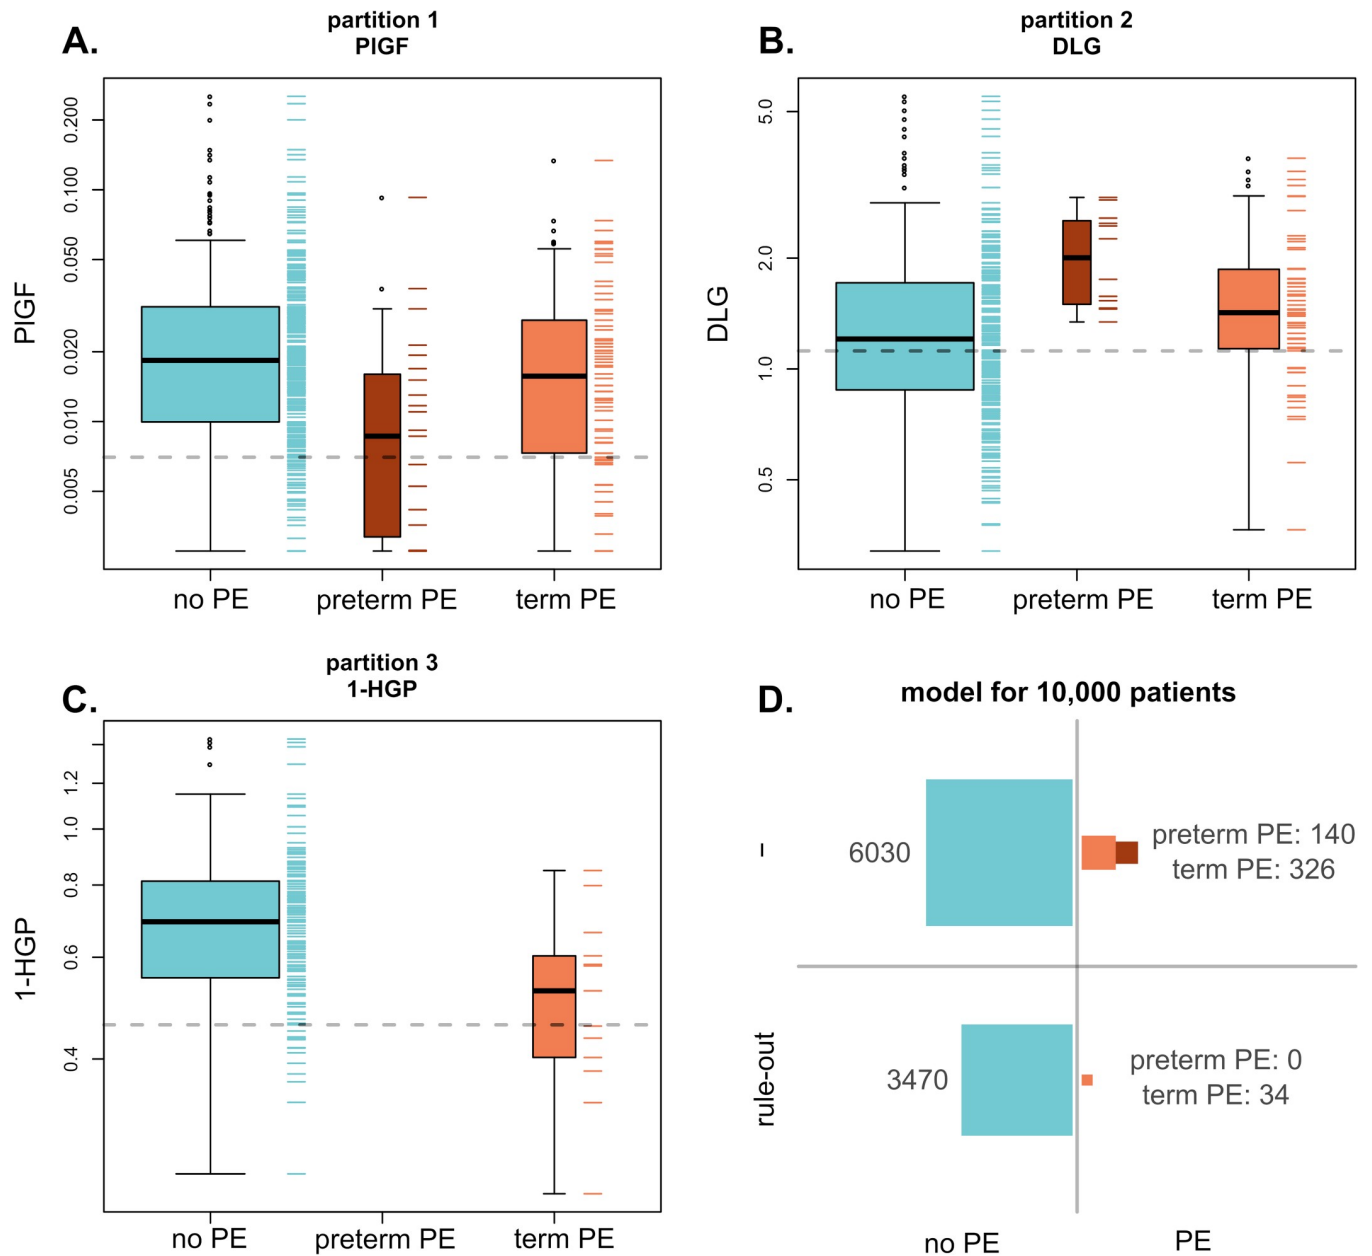 A.
partition 1
PlGF
PlGF
0.200
0.100
0.050
0.020
0.010
0.005
no PE
preterm PE
term PE
B.
partition 2
DLG
DLG
5.0
2.0
1.0
0.5
no PE
preterm PE
term PE
C.
partition 3
1-HGP
1-HGP
1.2
1.0
0.8
0.6
0.4
no PE
preterm PE
term PE
D.
model for 10,000 patients
–
6030
preterm PE: 140
term PE: 326
rule-out
3470
preterm PE: 0
term PE: 34
no PE
PE